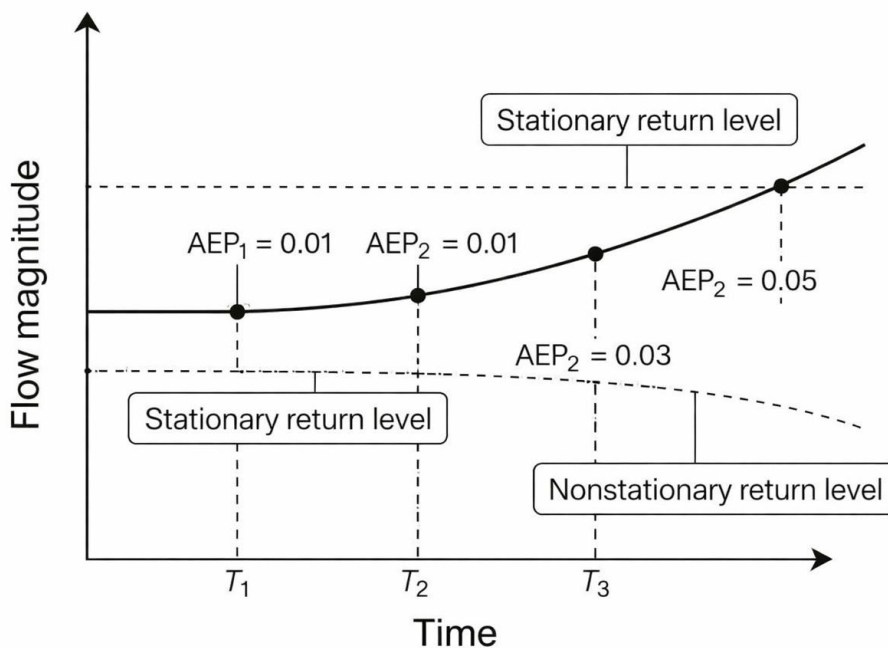 Stationary return level
AEP₁ = 0.01
AEP₂ = 0.01
AEP₂ = 0.05
AEP₂ = 0.03
Stationary return level
Nonstationary return level
Flow magnitude
T₁
T₂
T₃
Time